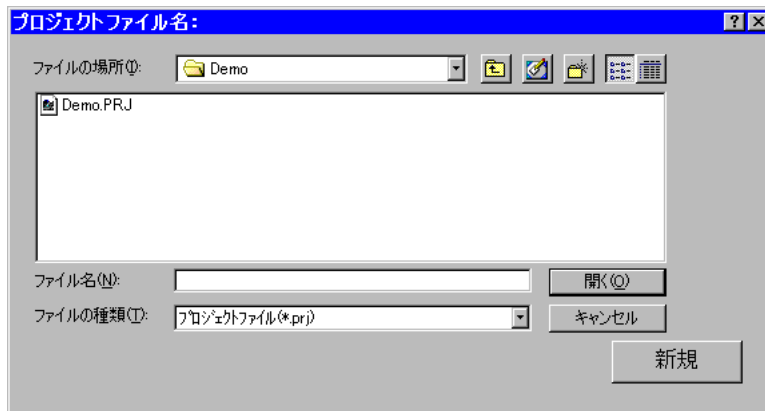 プロジェクトファイル名:
ファイルの場所(I): Demo
Demo.PRJ
ファイル名(N): 開く(O)
ファイルの種類(T): プロジェクトファイル(*.prj) キャンセル
新規